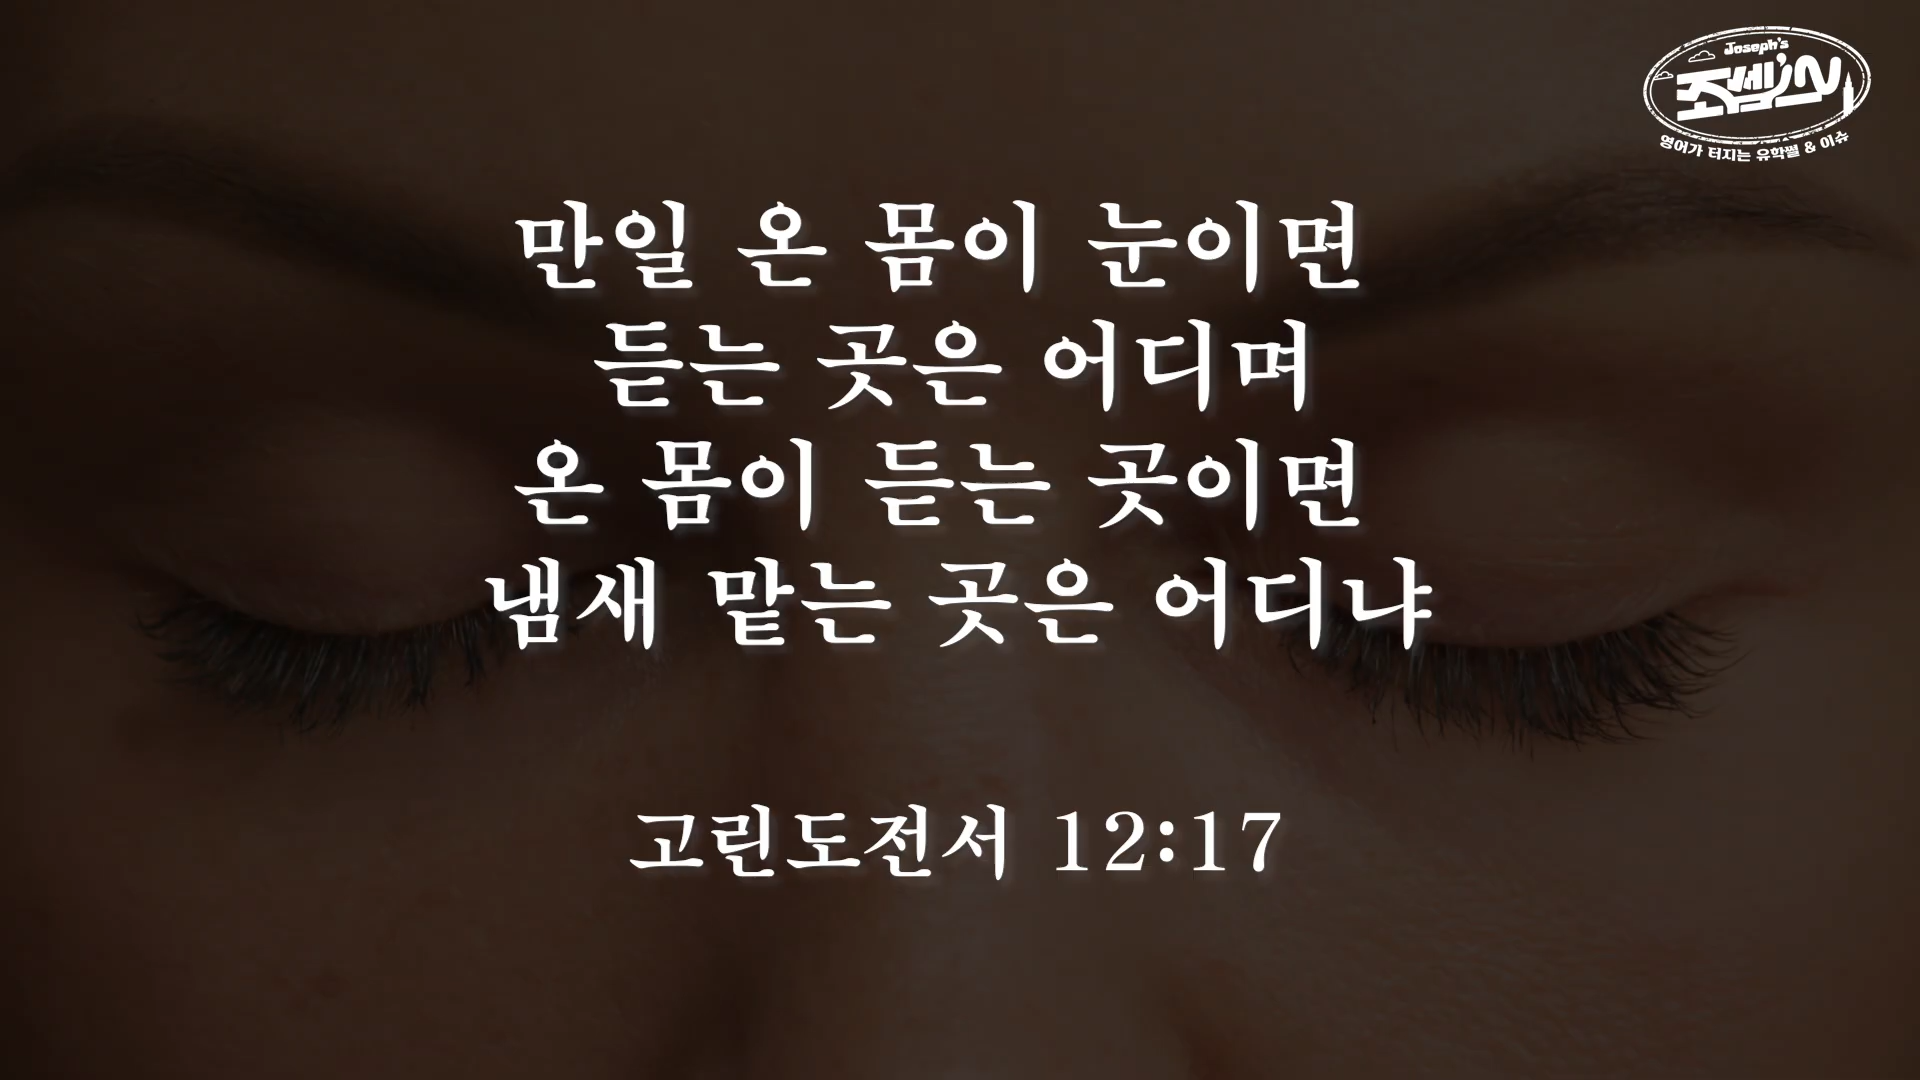 Joseph's
조쎕'sN
영어가 터지는 유학썰 & 이슈
만일 온 몸이 눈이면
듣는 곳은 어디며
온 몸이 듣는 곳이면
냄새 맡는 곳은 어디냐
고린도전서 12:17